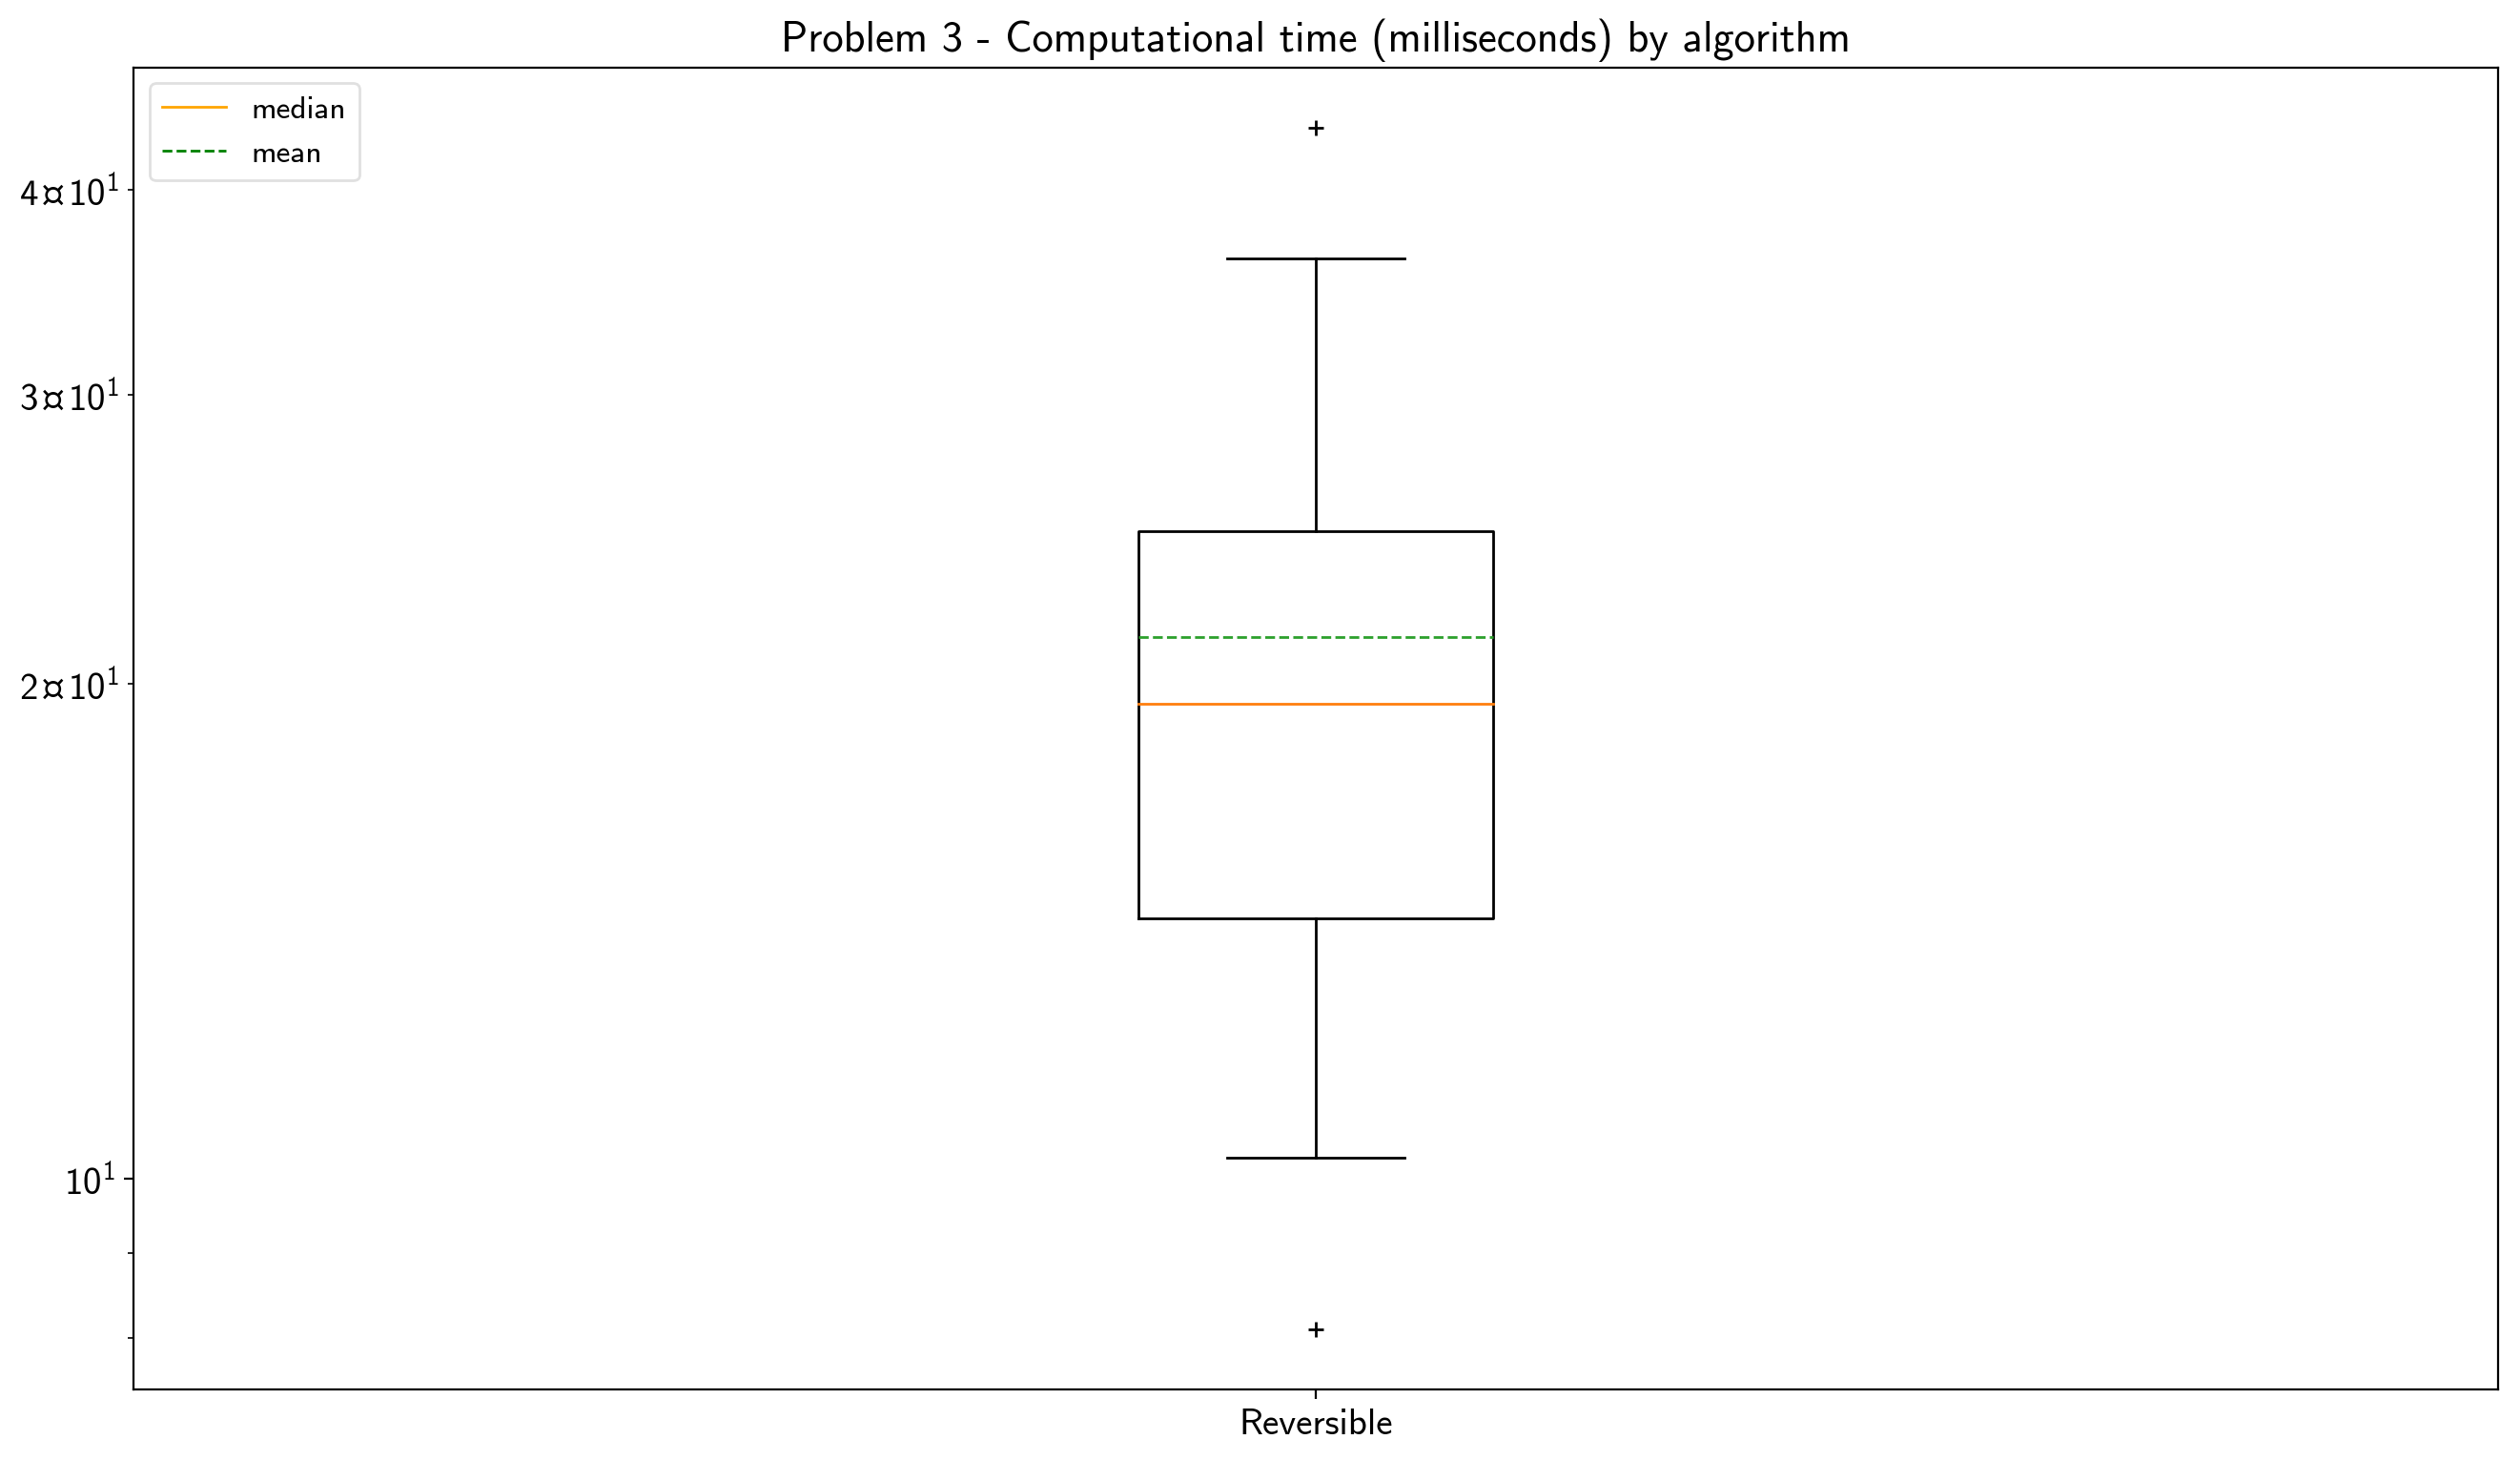 Problem 3 - Computational time (milliseconds) by algorithm
median
mean
4¤10¹
3¤10¹
2¤10¹
10¹
Reversible